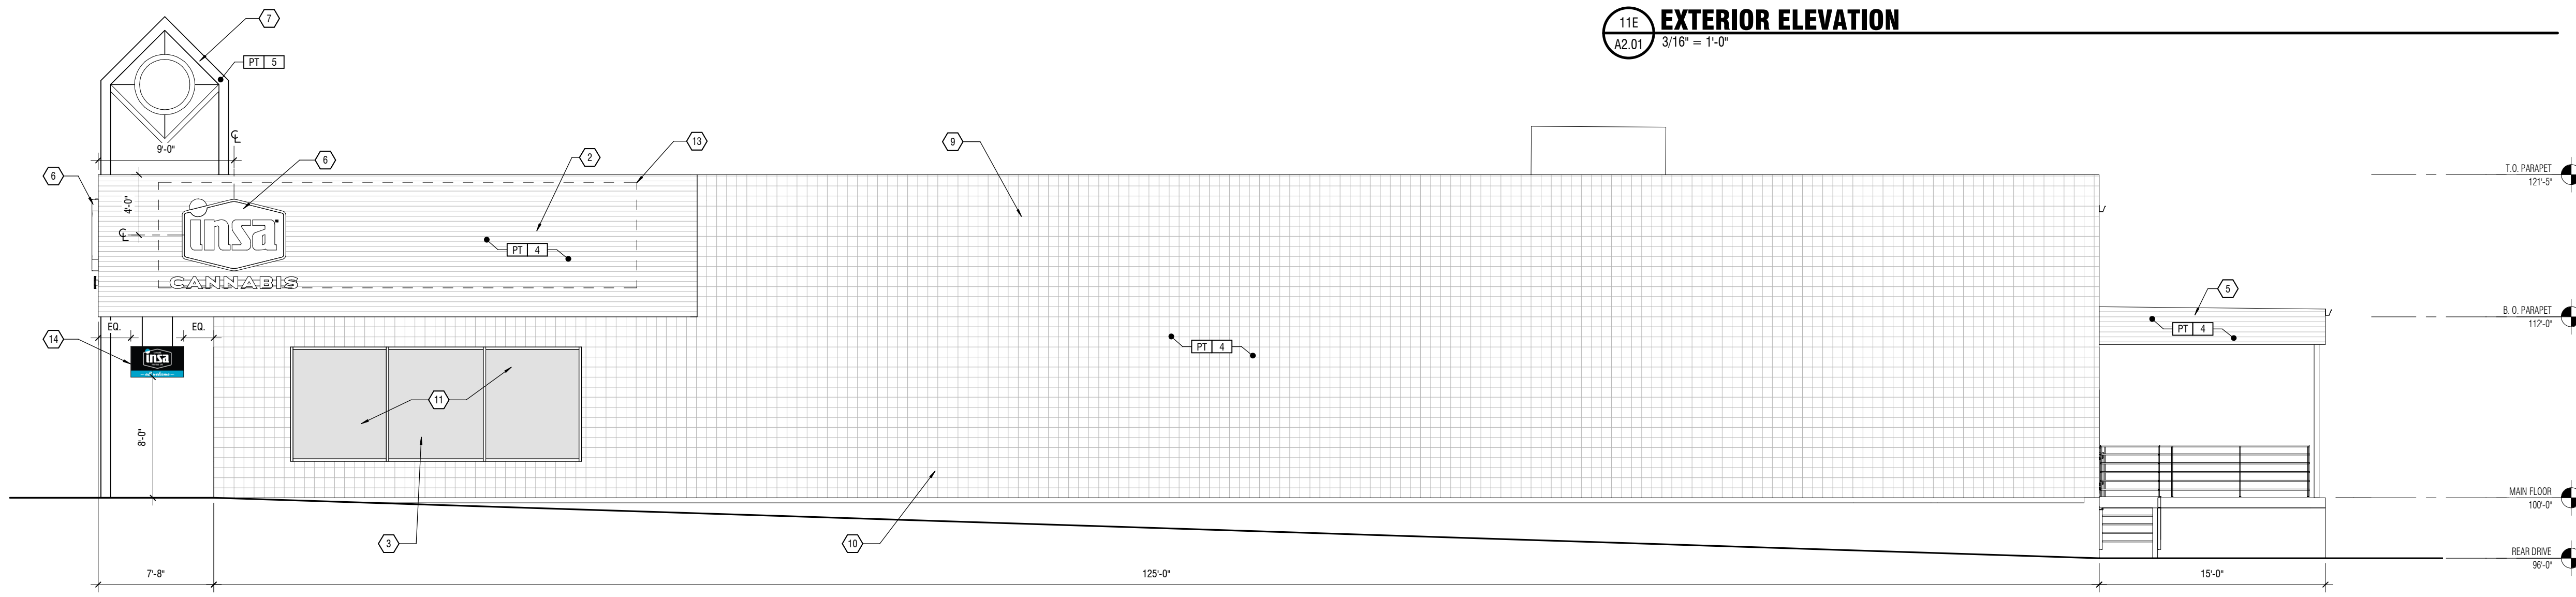 11E
A2.01
EXTERIOR ELEVATION
3/16" = 1'-0"
7
PT 5
℄
9'-0"
6
2
13
9
6
4'-0"
℄
insa
CANNABIS
PT 4
T.O. PARAPET
121'-5"
5
PT 4
B. O. PARAPET
112'-0"
EQ.
EQ.
14
insa
PT 4
11
8'-0"
MAIN FLOOR
100'-0"
3
10
REAR DRIVE
96'-0"
7'-8"
125'-0"
15'-0"